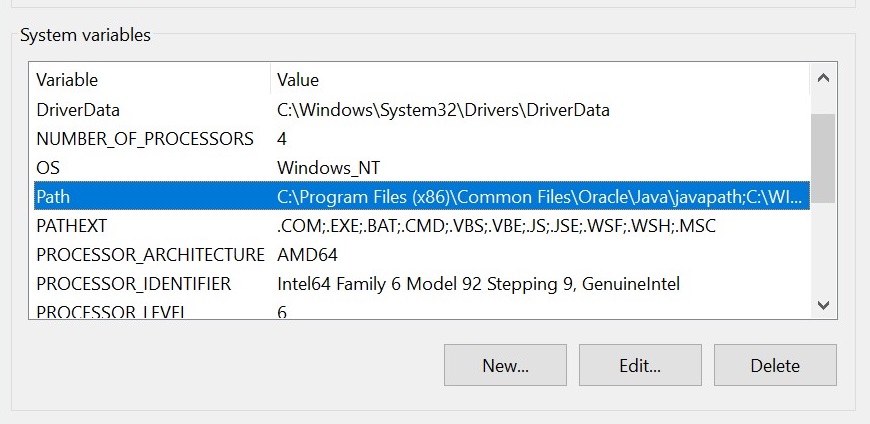 System variables
Variable Value
DriverData C:\Windows\System32\Drivers\DriverData
NUMBER_OF_PROCESSORS 4
OS Windows_NT
Path C:\Program Files (x86)\Common Files\Oracle\Java\javapath;C:\WI...
PATHEXT .COM;.EXE;.BAT;.CMD;.VBS;.VBE;.JS;.JSE;.WSF;.WSH;.MSC
PROCESSOR_ARCHITECTURE AMD64
PROCESSOR_IDENTIFIER Intel64 Family 6 Model 92 Stepping 9, GenuineIntel
PROCESSOR_LEVEL 6
New... Edit... Delete